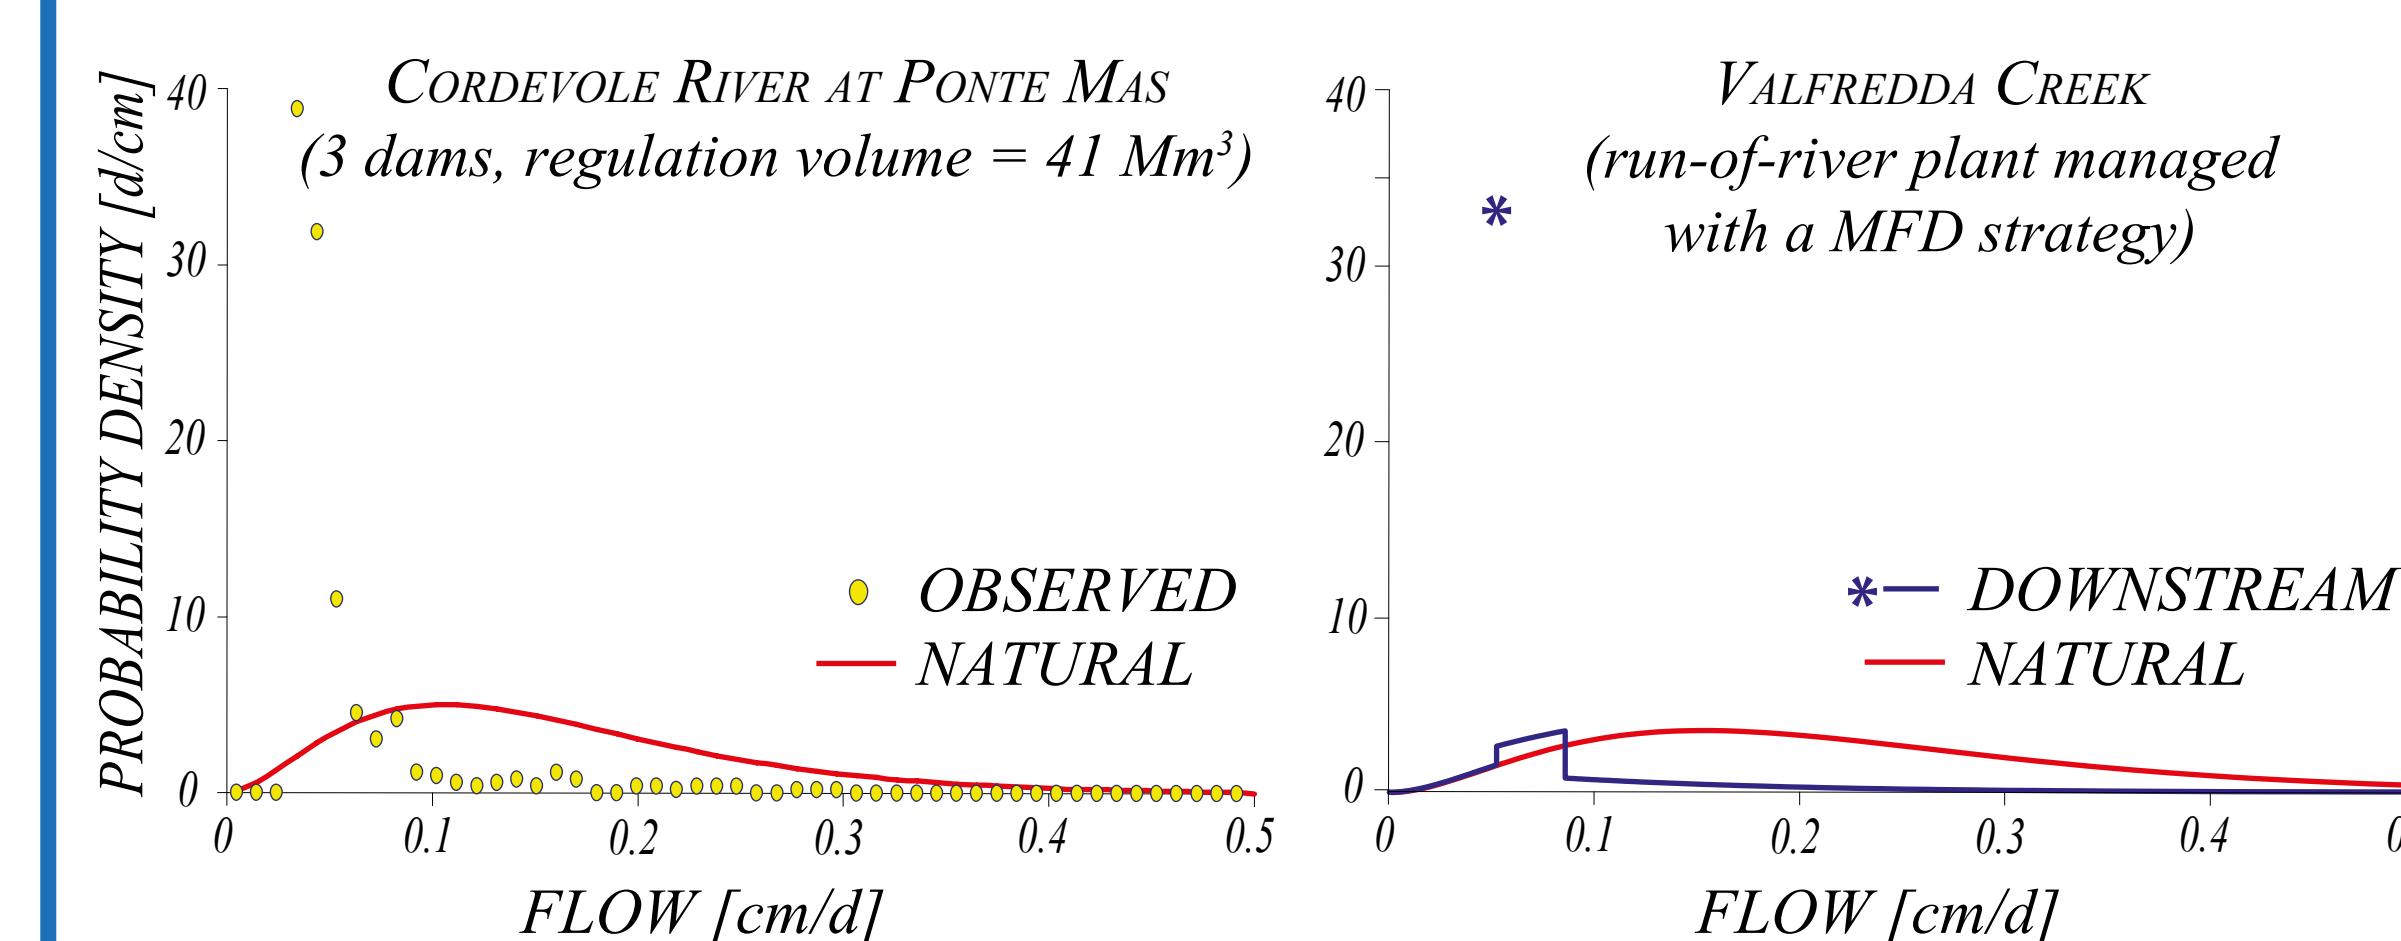 CORDEVOLE RIVER AT PONTE MAS
(3 dams, regulation volume = 41 Mm³)
PROBABILITY DENSITY [d/cm]
40
30
20
10
0
OBSERVED
NATURAL
0 0.1 0.2 0.3 0.4 0.5
FLOW [cm/d]
VALFREDDA CREEK
(run-of-river plant managed
with a MFD strategy)
40
30
20
10
0
DOWNSTREAM
NATURAL
0 0.1 0.2 0.3 0.4
FLOW [cm/d]